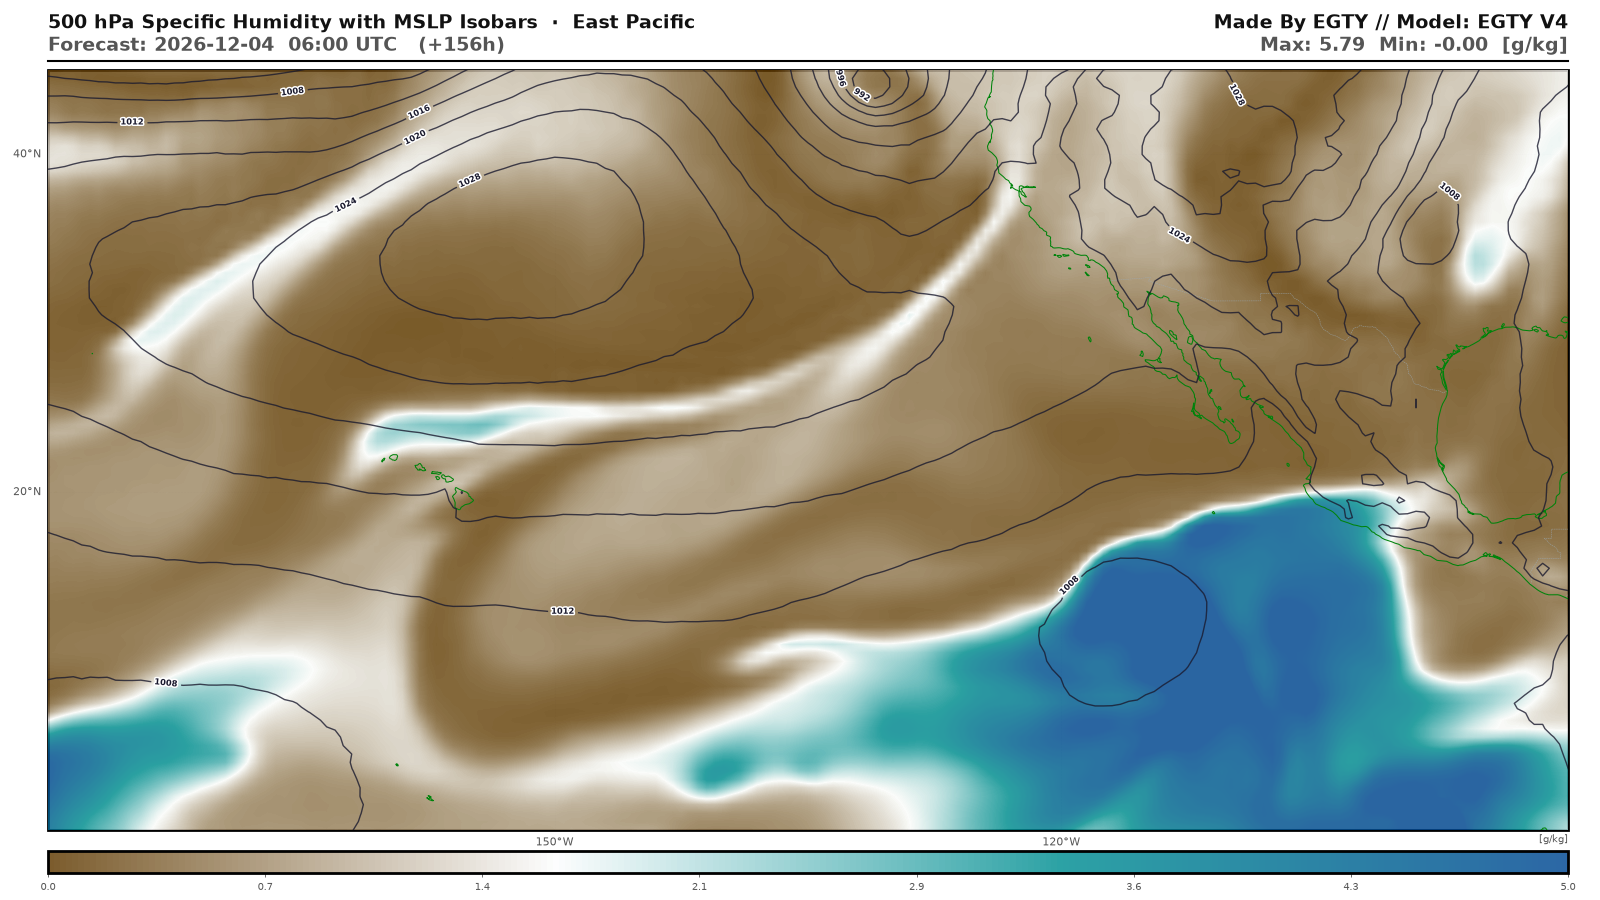 500 hPa Specific Humidity with MSLP Isobars · East Pacific
Made By EGTY // Model: EGTY V4
Forecast: 2026-12-04 06:00 UTC (+156h)
Max: 5.79 Min: -0.00 [g/kg]
996
992
1008
1028
1016
1012
1020
40°N
1028
1008
1024
1024
20°N
1008
1012
1008
150°W
120°W
[g/kg]
0.0
0.7
1.4
2.1
2.9
3.6
4.3
5.0